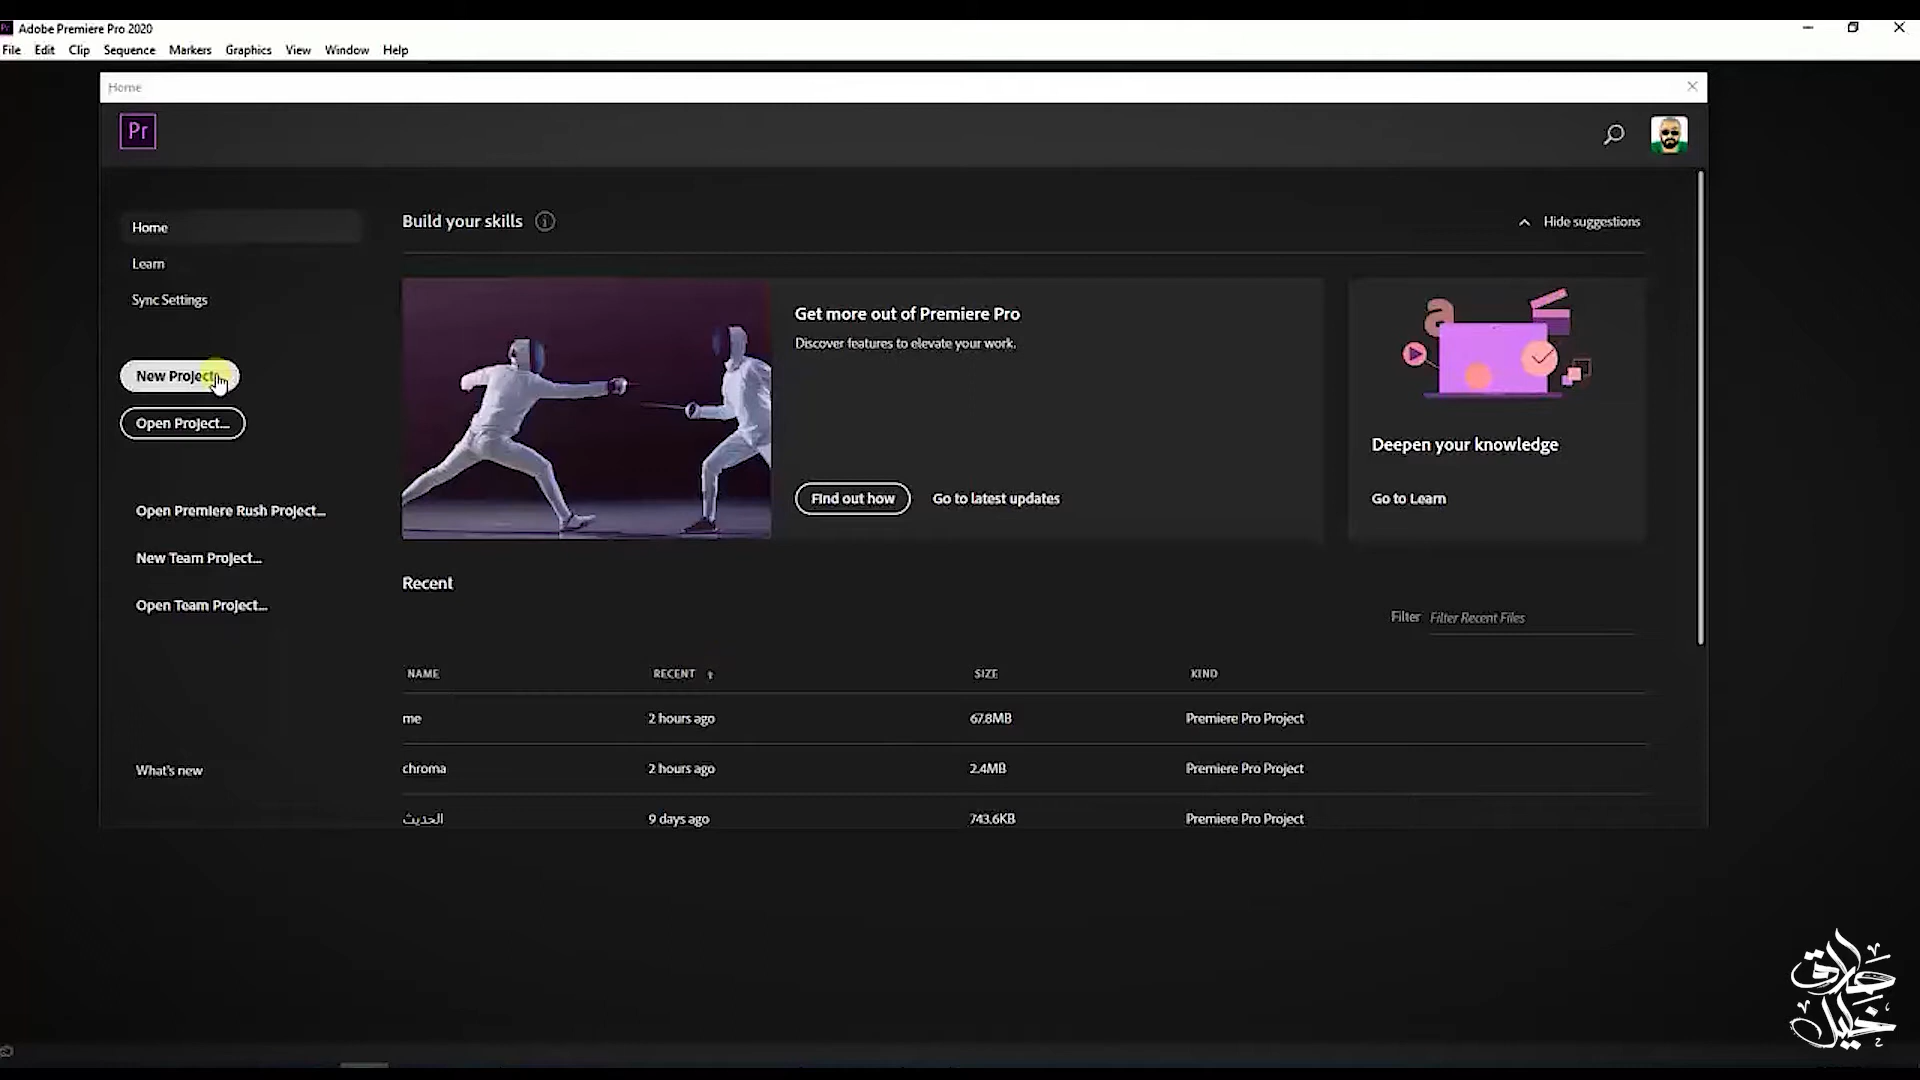 Adobe Premiere Pro 2020
File Edit Clip Sequence Markers Graphics View Window Help
Home
Pr
Home
Learn
Sync Settings
New Project
Open Project...
Open Premiere Rush Project...
New Team Project...
Open Team Project...
What's new
Build your skills
Hide suggestions
Get more out of Premiere Pro
Discover features to elevate your work.
Find out how Go to latest updates
Deepen your knowledge
Go to Learn
Recent
Filter Filter Recent Files
NAME RECENT SIZE KIND
me 2 hours ago 67.8MB Premiere Pro Project
chroma 2 hours ago 2.4MB Premiere Pro Project
الحديث 9 days ago 743.6KB Premiere Pro Project